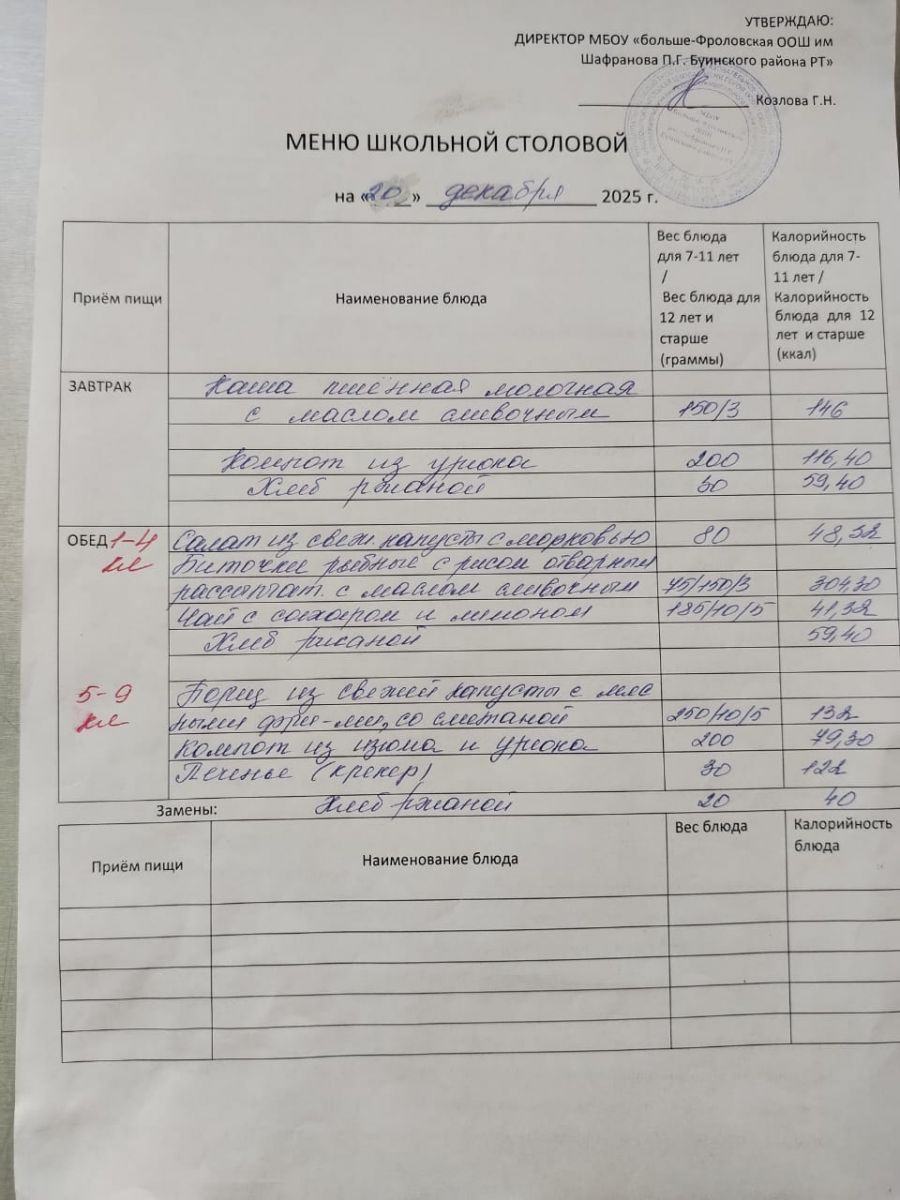 УТВЕРЖДАЮ:
ДИРЕКТОР МБОУ «больше-Фроловская ООШ им
Шафранова П.Г. Буинского района РТ»
Козлова Г.Н.
МЕНЮ ШКОЛЬНОЙ СТОЛОВОЙ
на «20» декабря 2025 г.
Приём пищи
Наименование блюда
Вес блюда
для 7-11 лет
/
Вес блюда для
12 лет и
старше
(граммы)
Калорийность
блюда для 7-
11 лет /
Калорийность
блюда для 12
лет и старше
(ккал)
ЗАВТРАК Каша пшённая молочная
с маслом сливочным 150/3 146
Компот из урюка 200 116,40
Хлеб ржаной 30 59,40
ОБЕД 1-4 Салат из свеж. капусты с морковью 80 48,32
кл Биточки рыбные с рисом отварным
рассыпчат. с маслом сливочным 75/150/3 304,30
Чай с сахаром и лимоном 185/10/5 41,32
Хлеб ржаной 59,40
5-9 Борщ из свежий капусты с мяс
кл ными фри-ми, со сметаной 250/10/5 132
Компот из изюма и урюка 200 79,30
Печенье (крекер) 30 122
Замены: Хлеб ржаной 20 40
Приём пищи
Наименование блюда
Вес блюда
Калорийность
блюда